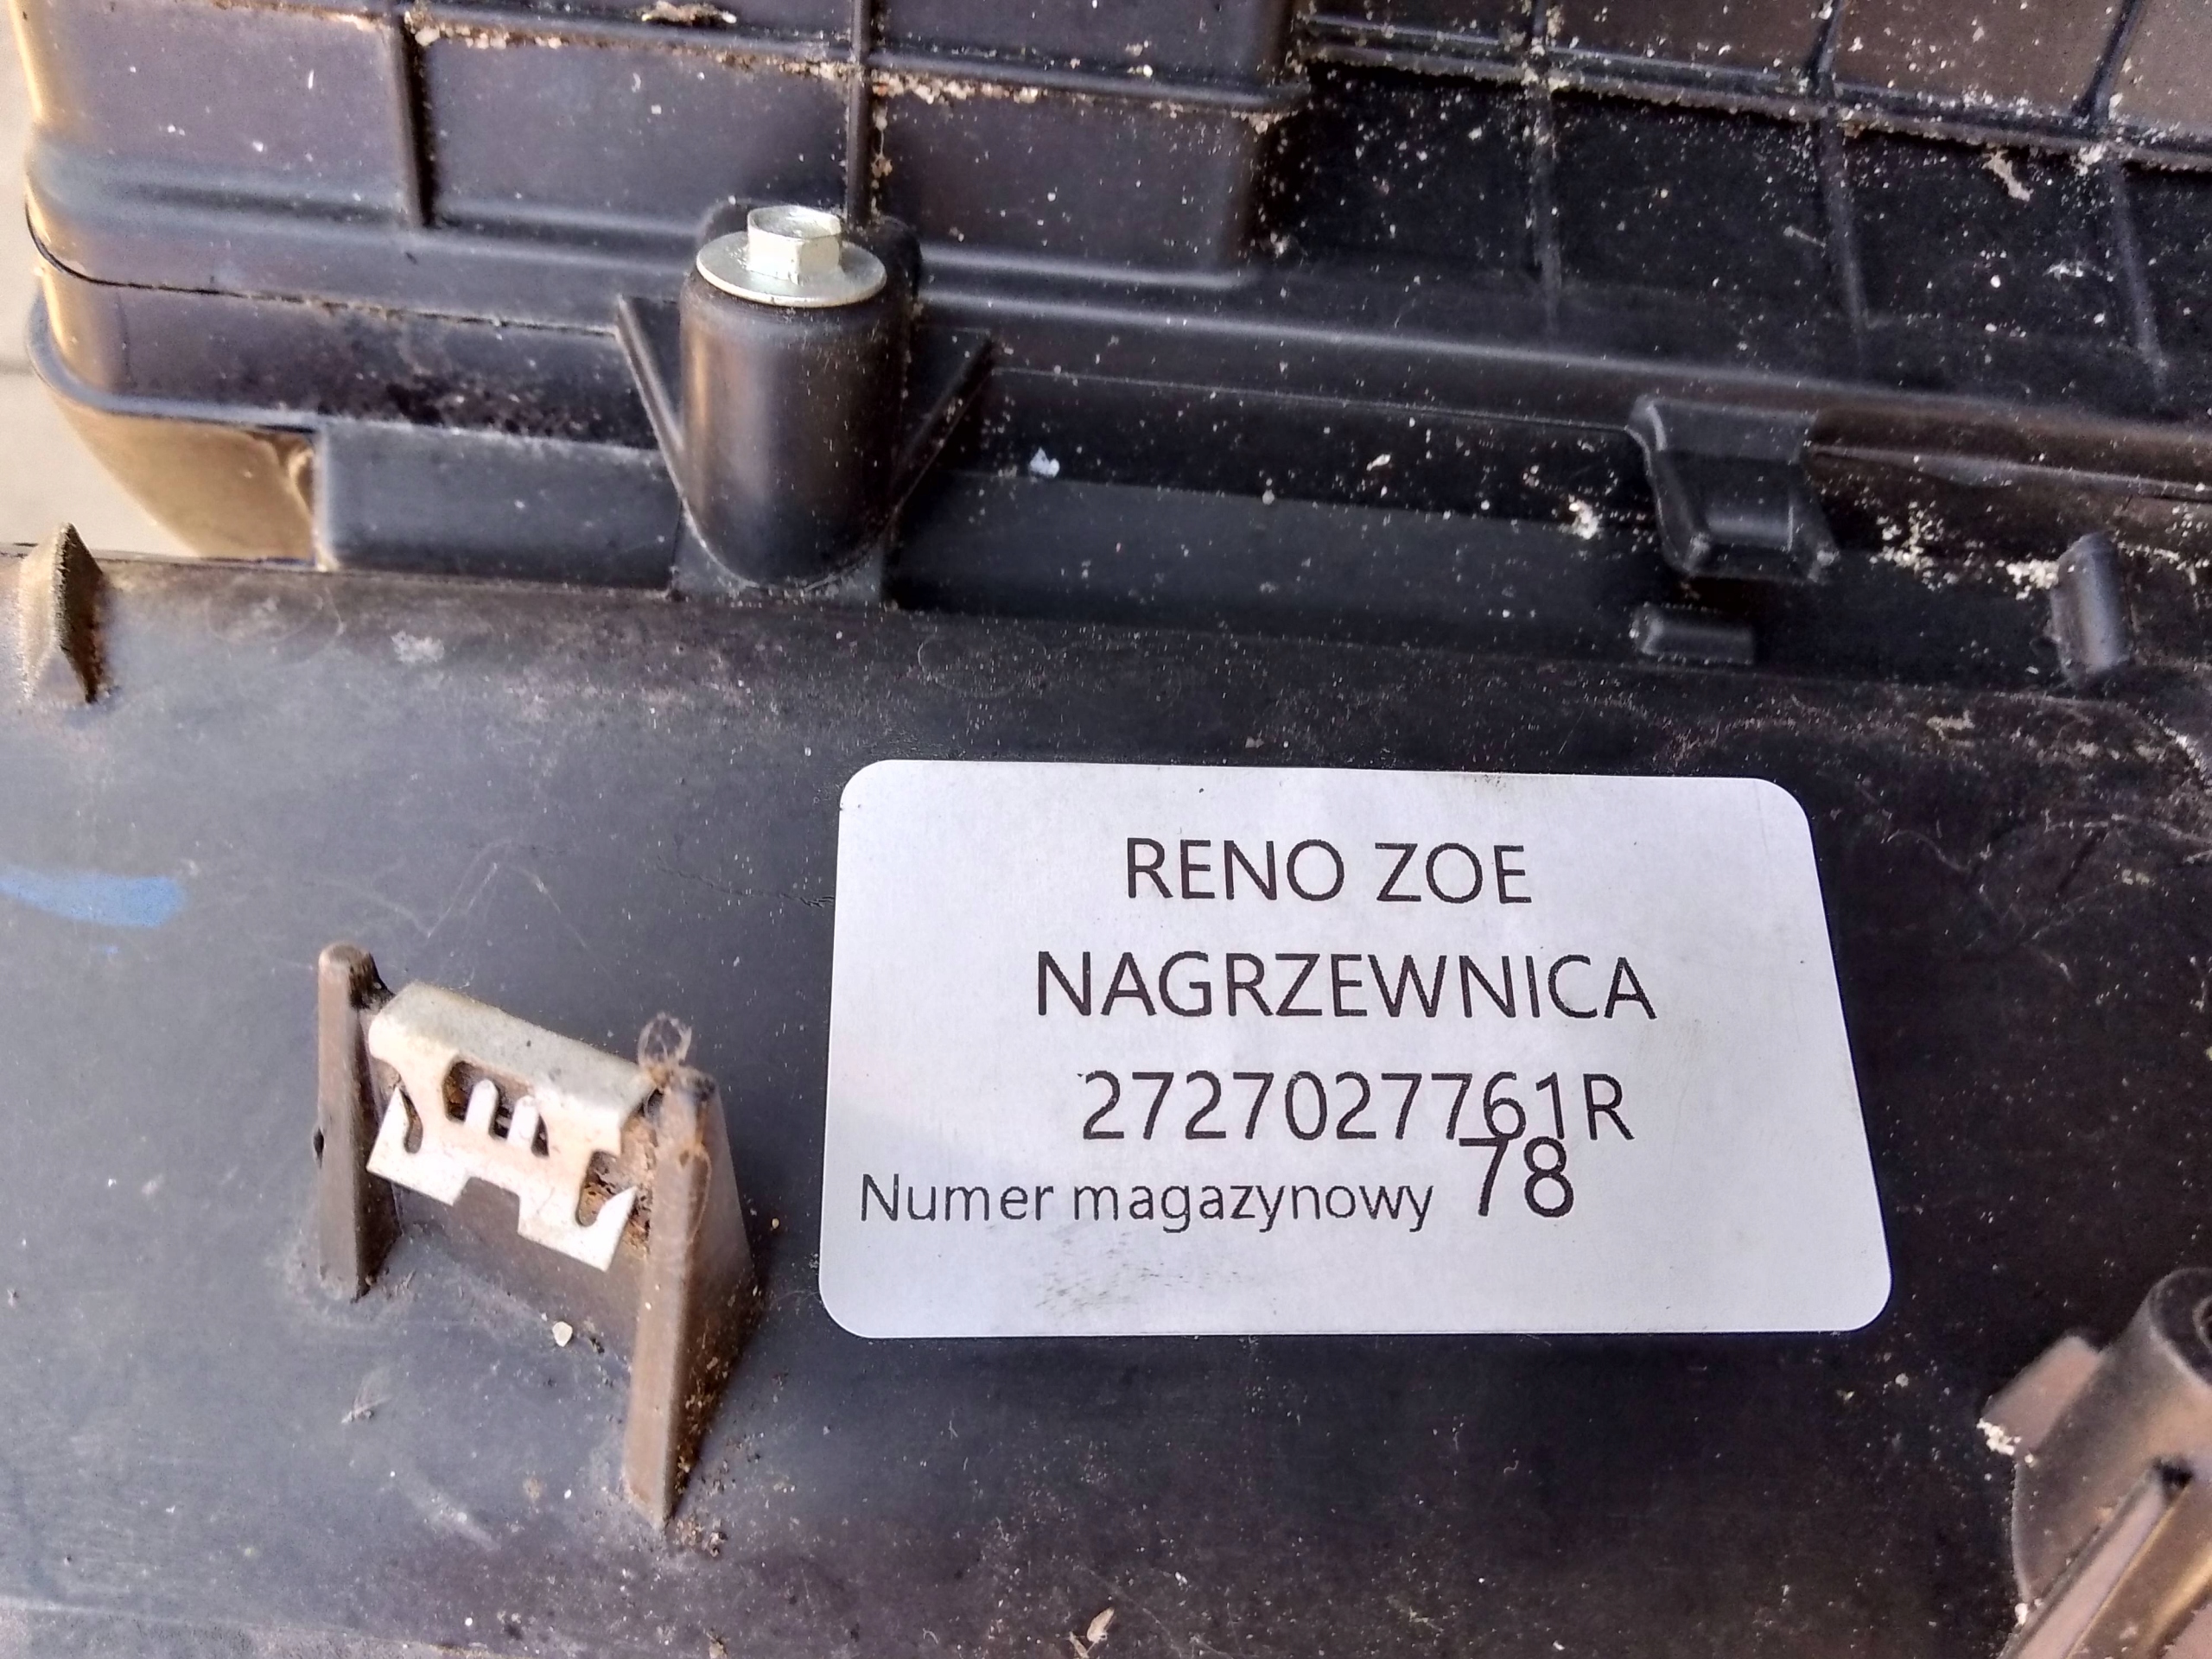 RENO ZOE
NAGRZEWNICA
2727027761R
Numer magazynowy 78